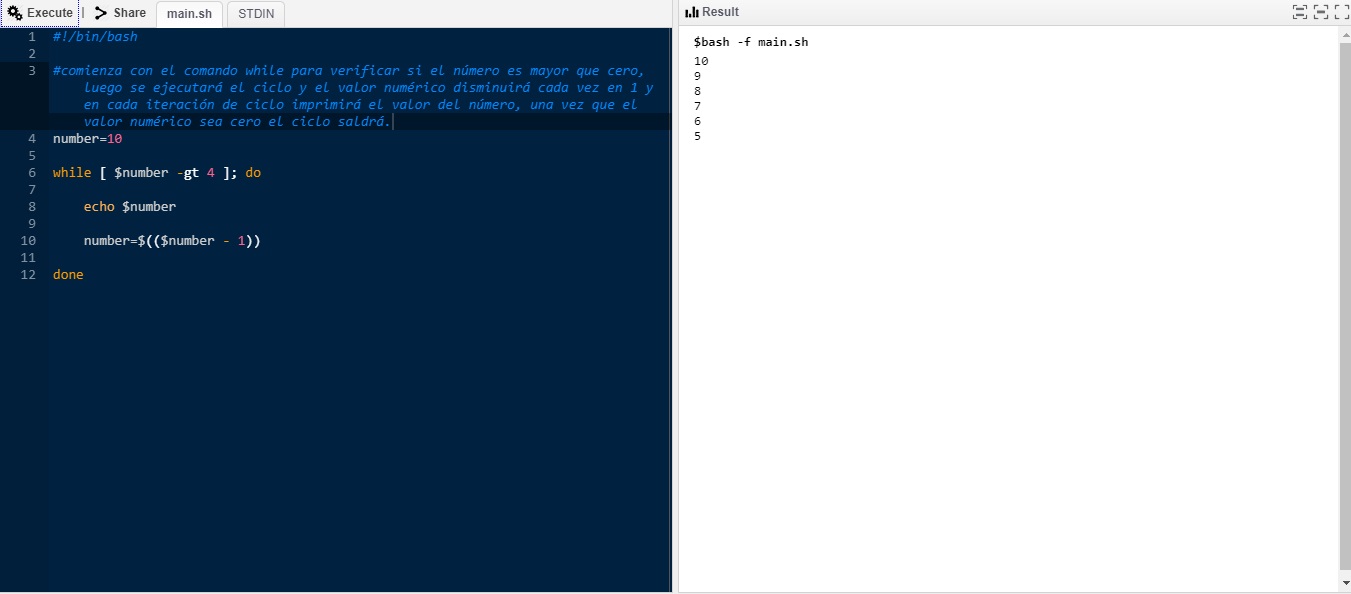 Execute | Share main.sh STDIN
1 #!/bin/bash
2
3 #comienza con el comando while para verificar si el número es mayor que cero,
luego se ejecutará el ciclo y el valor numérico disminuirá cada vez en 1 y
en cada iteración de ciclo imprimirá el valor del número, una vez que el
valor numérico sea cero el ciclo saldrá.
4 number=10
5
6 while [ $number -gt 4 ]; do
7
8 echo $number
9
10 number=$(($number - 1))
11
12 done
Result
$bash -f main.sh
10
9
8
7
6
5